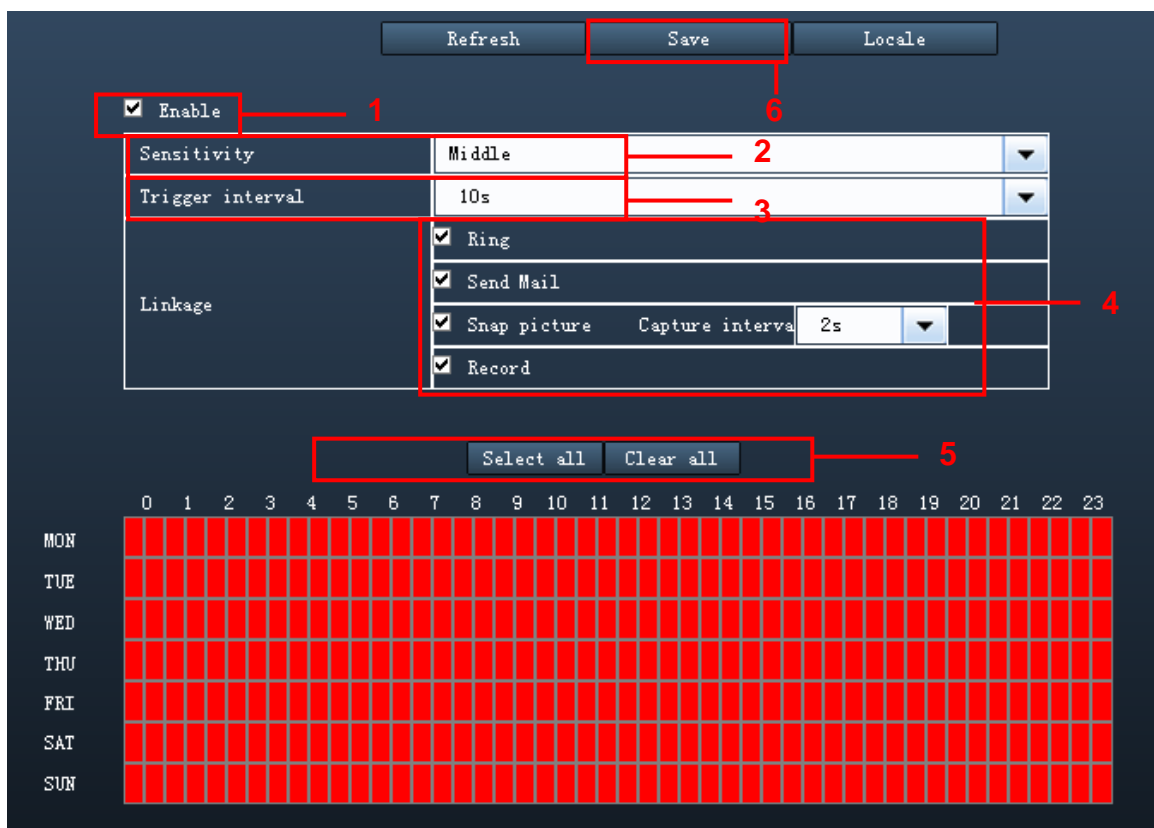 Refresh Save Locale
6
Enable 1
Sensitivity Middle 2
Trigger interval 10s 3
Linkage
Ring
Send Mail
4
Snap picture Capture interva 2s
Record
Select all Clear all 5
0 1 2 3 4 5 6 7 8 9 10 11 12 13 14 15 16 17 18 19 20 21 22 23
MON
TUE
WED
THU
FRI
SAT
SUN